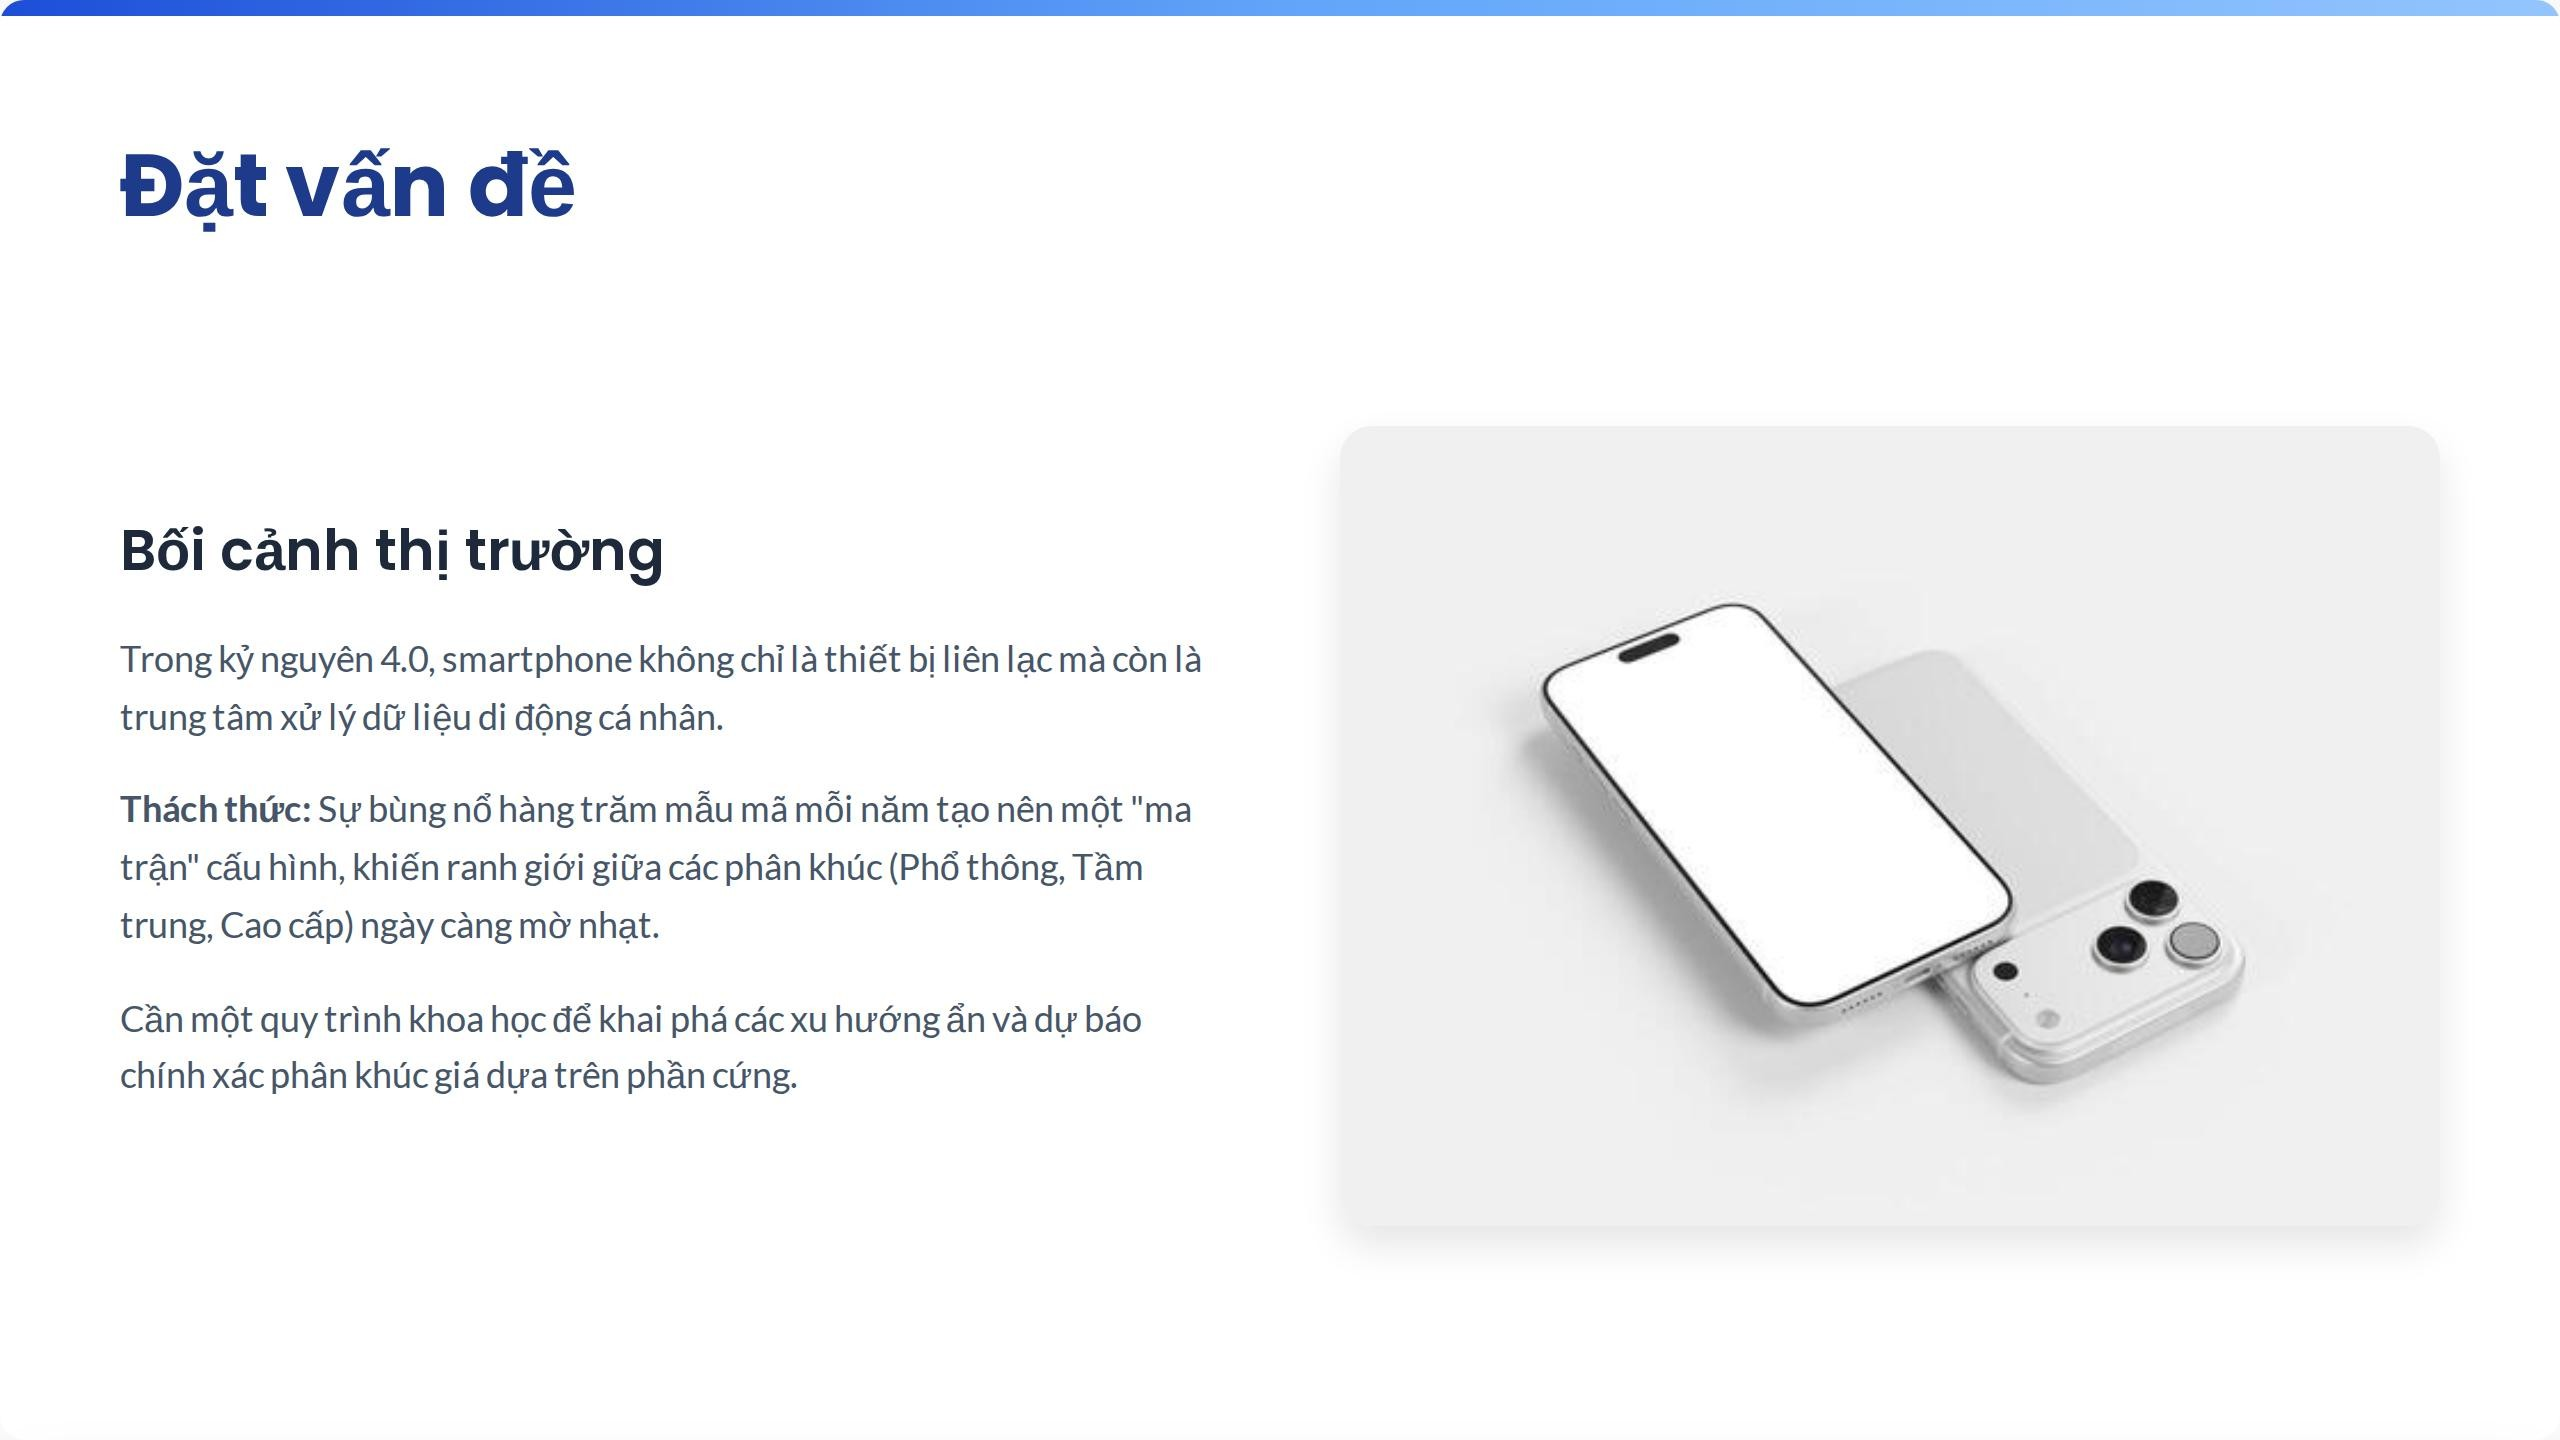 Đặt vấn đề
Bối cảnh thị trường
Trong kỷ nguyên 4.0, smartphone không chỉ là thiết bị liên lạc mà còn là
trung tâm xử lý dữ liệu di động cá nhân.
Thách thức: Sự bùng nổ hàng trăm mẫu mã mỗi năm tạo nên một "ma
trận" cấu hình, khiến ranh giới giữa các phân khúc (Phổ thông, Tầm
trung, Cao cấp) ngày càng mờ nhạt.
Cần một quy trình khoa học để khai phá các xu hướng ẩn và dự báo
chính xác phân khúc giá dựa trên phần cứng.